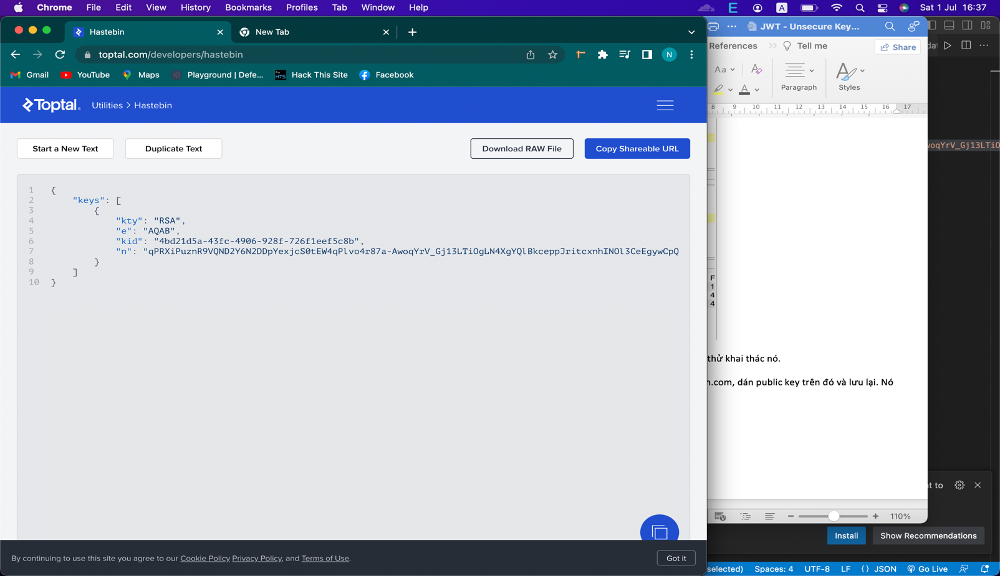 Chrome File Edit View History Bookmarks Profiles Tab Window Help
A
Sat 1 Jul 16:37
Hastebin
New Tab
JWT - Unsecure Key...
toptal.com/developers/hastebin
N
References
Tell me
Share
Gmail YouTube Maps Playground | Defe... Hack This Site Facebook
Aa
Paragraph
Styles
Toptal.
Utilities > Hastebin
8 9 10 11 12 13 14 15 16 17
Start a New Text
Duplicate Text
Download RAW File
Copy Shareable URL
woqYrV_Gj13LTiO
1 {
2 "keys": [
3 {
4 "kty": "RSA",
5 "e": "AQAB",
6 "kid": "4bd21d5a-43fc-4906-928f-726f1eef5c8b",
7 "n": "qPRXiPuznR9VQND2Y6N2DDpYexjcS0tEW4qPlvo4r87a-AwoqYrV_Gj13LTiOgLN4XgYQlBkceppJritcxnhINOl3CeEgywCpQ
8 }
9 ]
10 }
F
1
4
4
thử khai thác nó.
n.com, dán public key trên đó và lưu lại. Nó
to
110%
Install
Show Recommendations
By continuing to use this site you agree to our Cookie Policy Privacy Policy, and Terms of Use.
Got it
selected) Spaces: 4 UTF-8 LF {} JSON Go Live